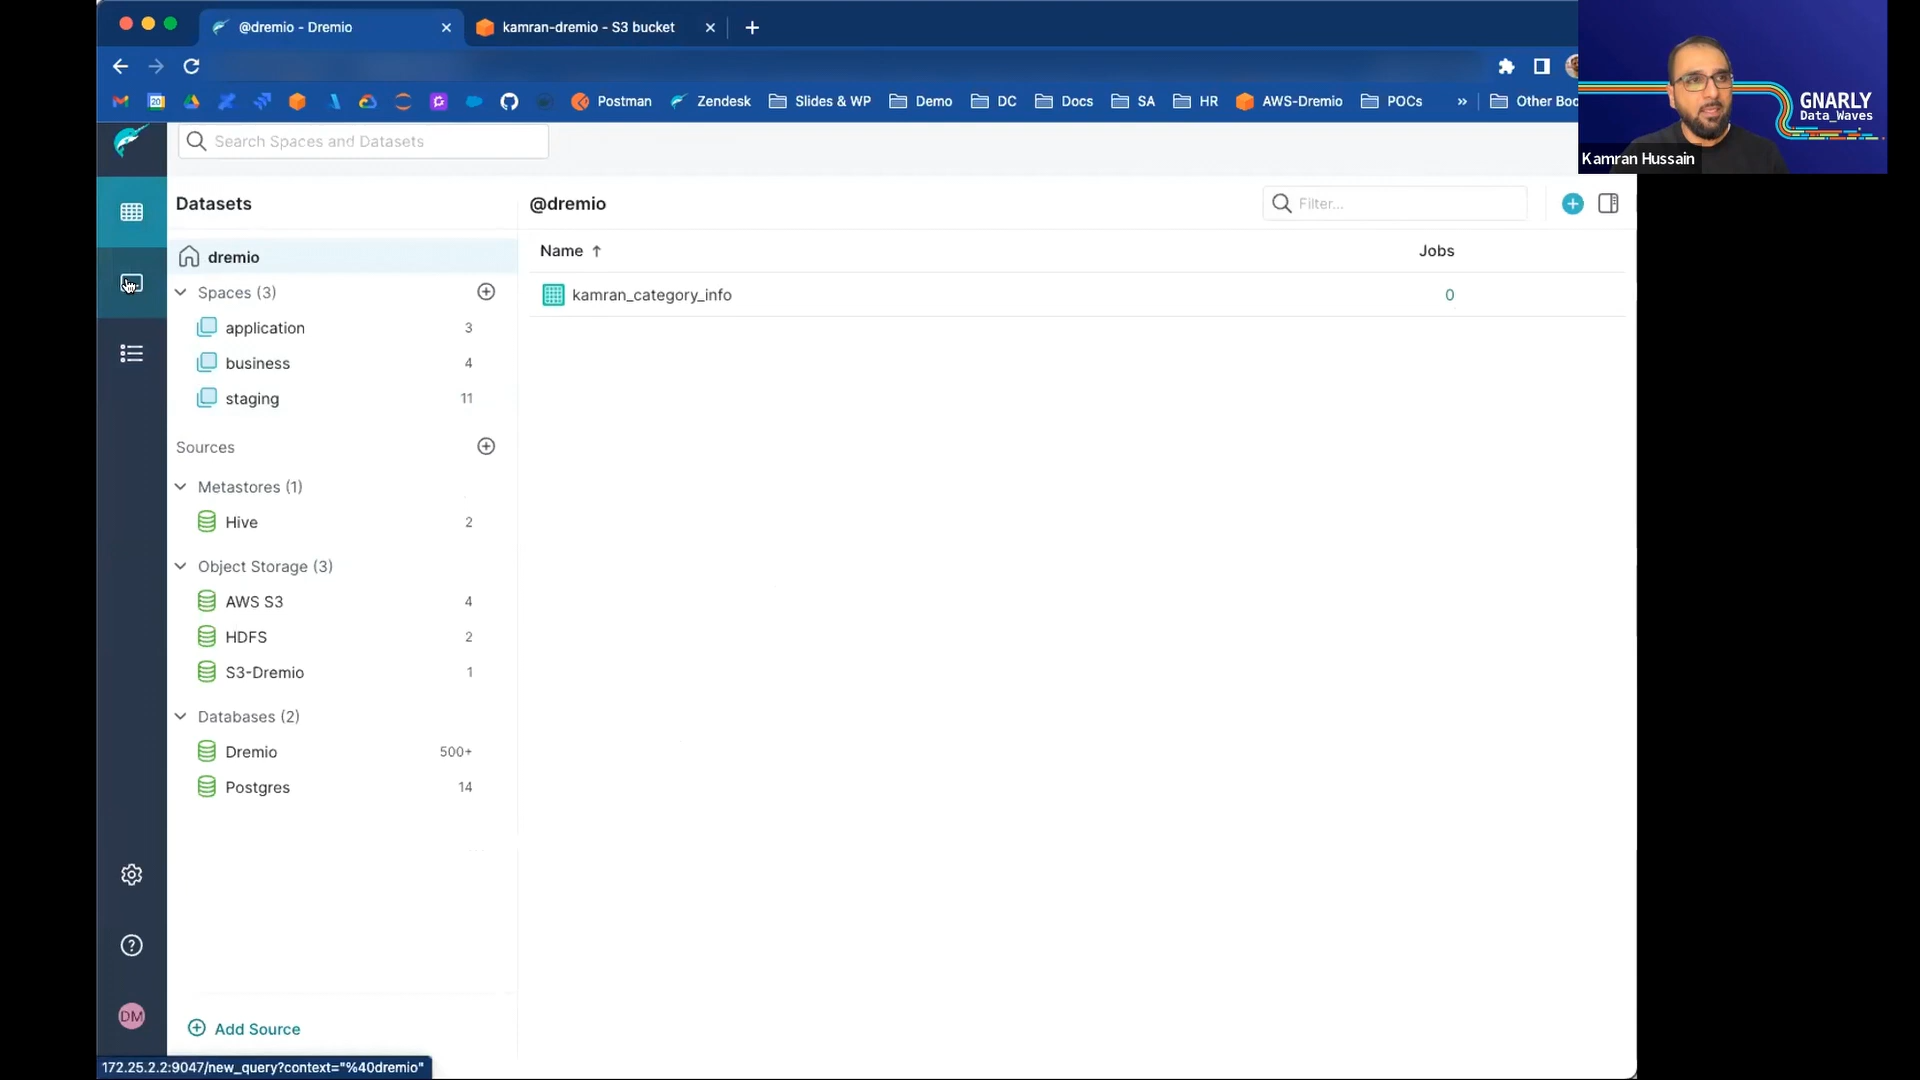 @dremio - Dremio
kamran-dremio - S3 bucket
20
Postman
Zendesk
Slides & WP
Demo
DC
Docs
SA
HR
AWS-Dremio
POCs
»
Other Boo
GNARLY
Data_Waves
Kamran Hussain
Search Spaces and Datasets
Datasets
@dremio
Filter...
dremio
Name ↑
Jobs
Spaces (3)
kamran_category_info
0
application 3
business 4
staging 11
Sources
Metastores (1)
Hive 2
Object Storage (3)
AWS S3 4
HDFS 2
S3-Dremio 1
Databases (2)
Dremio 500+
Postgres 14
DM
Add Source
172.25.2.2:9047/new_query?context="%40dremio"